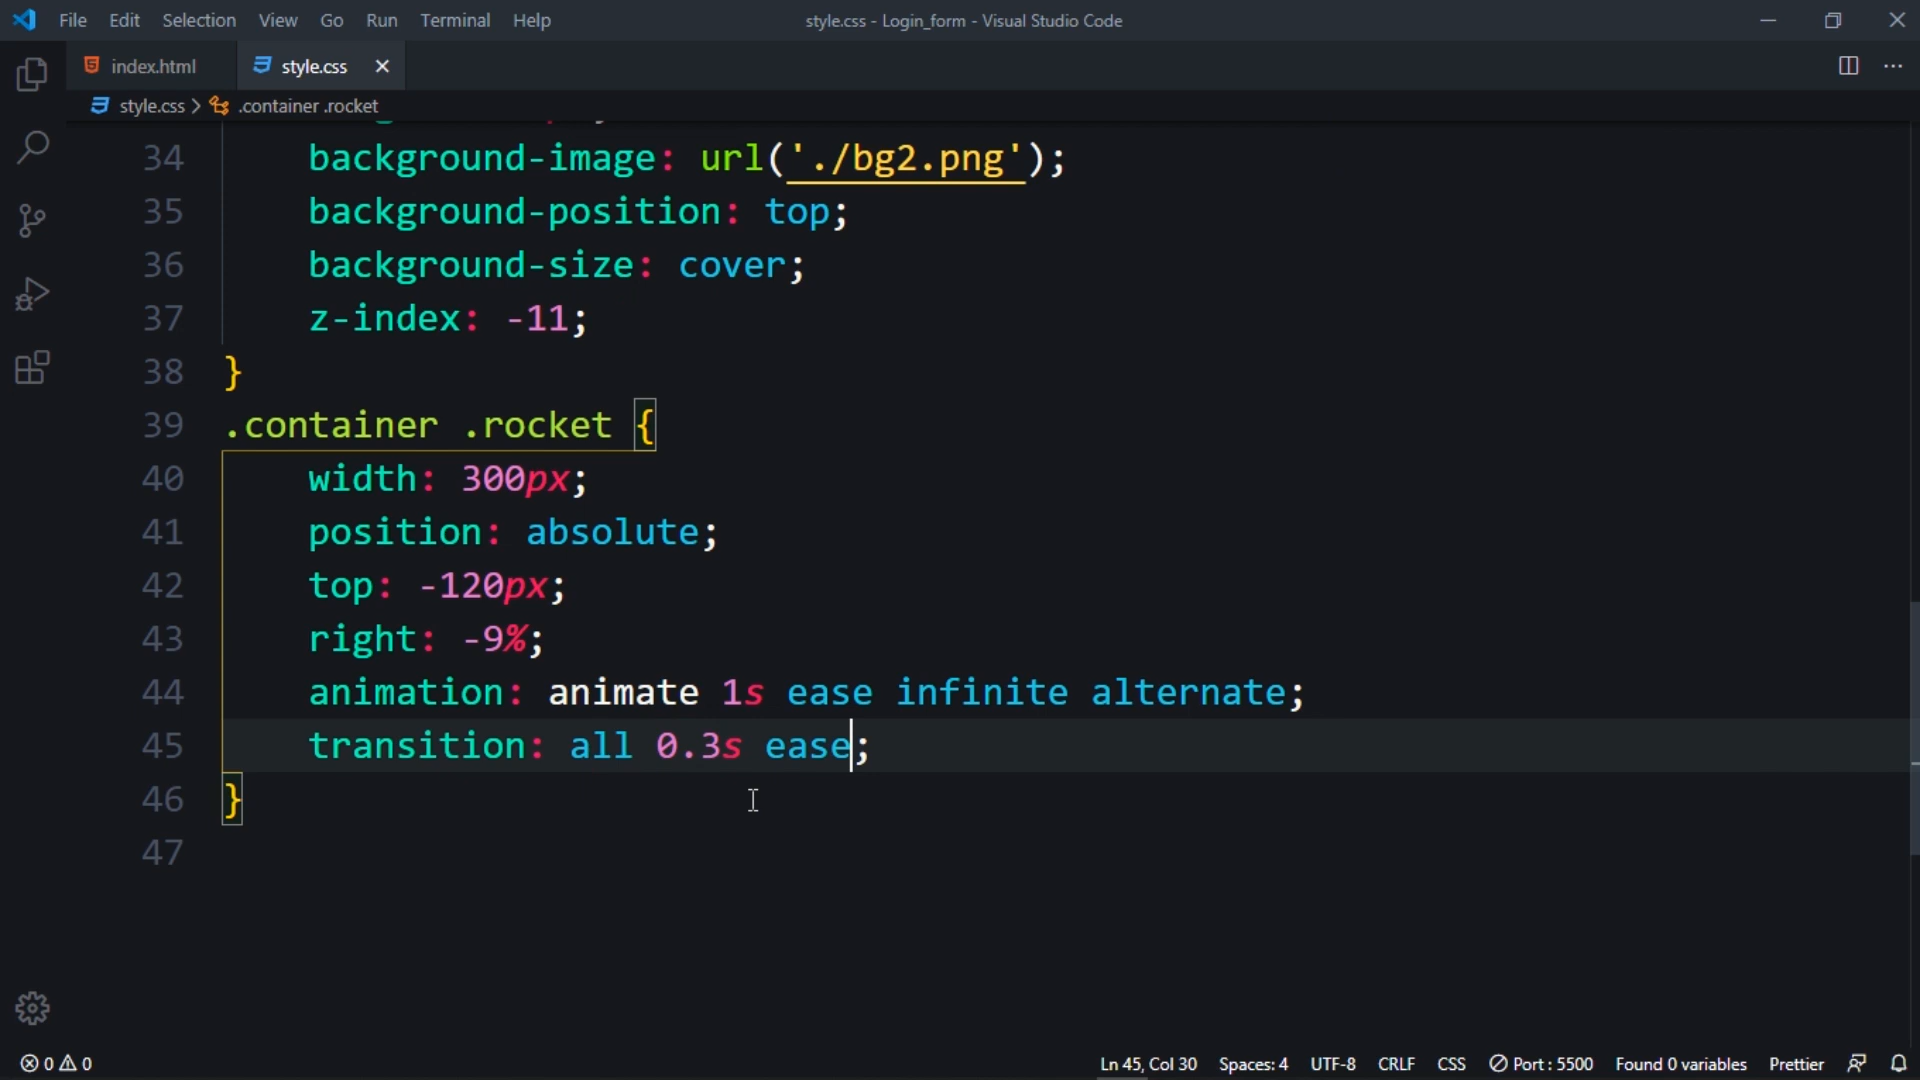 File Edit Selection View Go Run Terminal Help style.css - Login_form - Visual Studio Code
index.html style.css
style.css > .container .rocket
34 background-image: url('./bg2.png');
35 background-position: top;
36 background-size: cover;
37 z-index: -11;
38 }
39 .container .rocket {
40 width: 300px;
41 position: absolute;
42 top: -120px;
43 right: -9%;
44 animation: animate 1s ease infinite alternate;
45 transition: all 0.3s ease;
46 }
47
0 0 Ln 45, Col 30 Spaces: 4 UTF-8 CRLF CSS Port : 5500 Found 0 variables Prettier